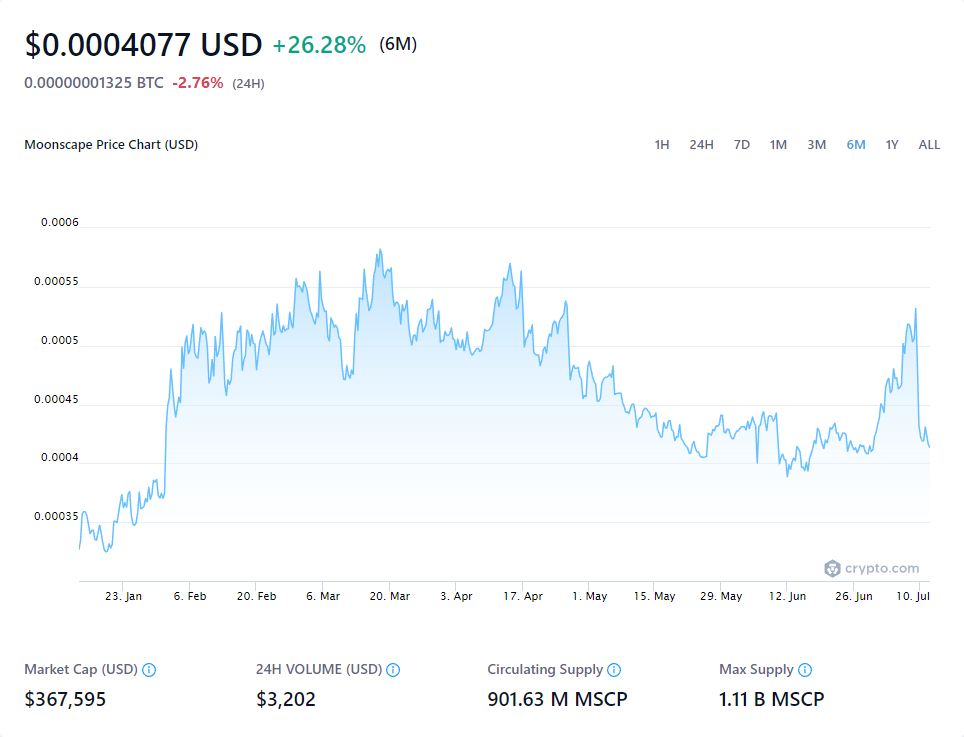 $0.0004077 USD +26.28% (6M)
0.00000001325 BTC -2.76% (24H)
Moonscape Price Chart (USD) 1H 24H 7D 1M 3M 6M 1Y ALL
0.0006
0.00055
0.0005
0.00045
0.0004
0.00035
crypto.com
23. Jan 6. Feb 20. Feb 6. Mar 20. Mar 3. Apr 17. Apr 1. May 15. May 29. May 12. Jun 26. Jun 10. Jul
Market Cap (USD) 24H VOLUME (USD) Circulating Supply Max Supply
$367,595 $3,202 901.63 M MSCP 1.11 B MSCP